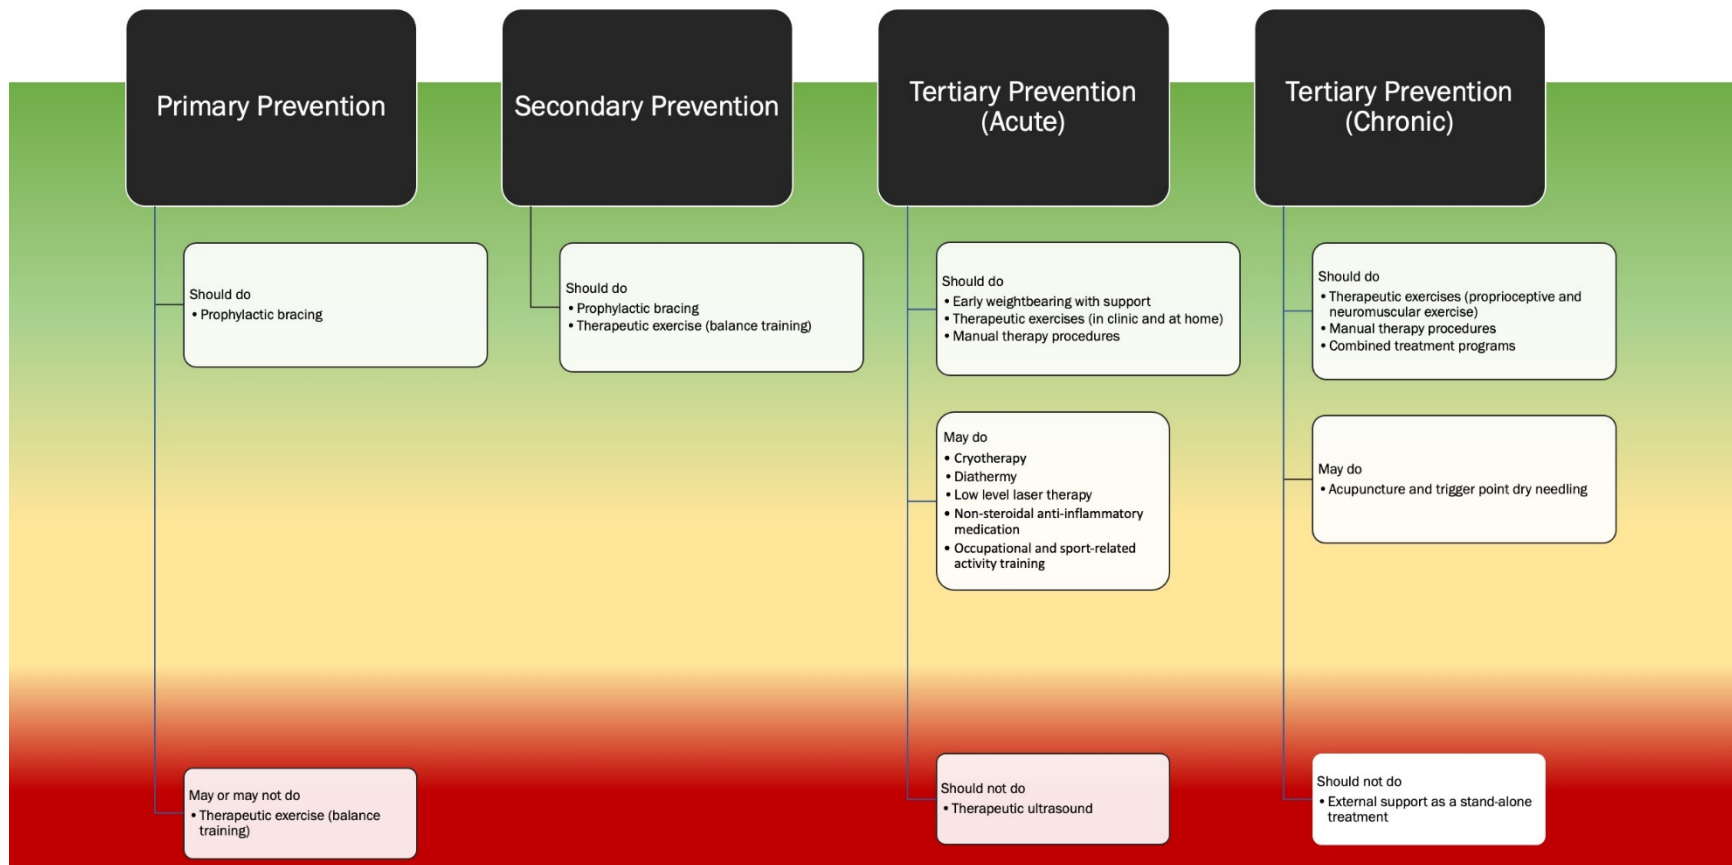 Primary Prevention
Should do
• Prophylactic bracing
May or may not do
• Therapeutic exercise (balance
training)
Secondary Prevention
Should do
• Prophylactic bracing
• Therapeutic exercise (balance training)
Tertiary Prevention
(Acute)
Should do
• Early weightbearing with support
• Therapeutic exercises (in clinic and at home)
• Manual therapy procedures
May do
• Cryotherapy
• Diathermy
• Low level laser therapy
• Non-steroidal anti-inflammatory
medication
• Occupational and sport-related
activity training
Should not do
• Therapeutic ultrasound
Tertiary Prevention
(Chronic)
Should do
• Therapeutic exercises (proprioceptive and
neuromuscular exercise)
• Manual therapy procedures
• Combined treatment programs
May do
• Acupuncture and trigger point dry needling
Should not do
• External support as a stand-alone
treatment